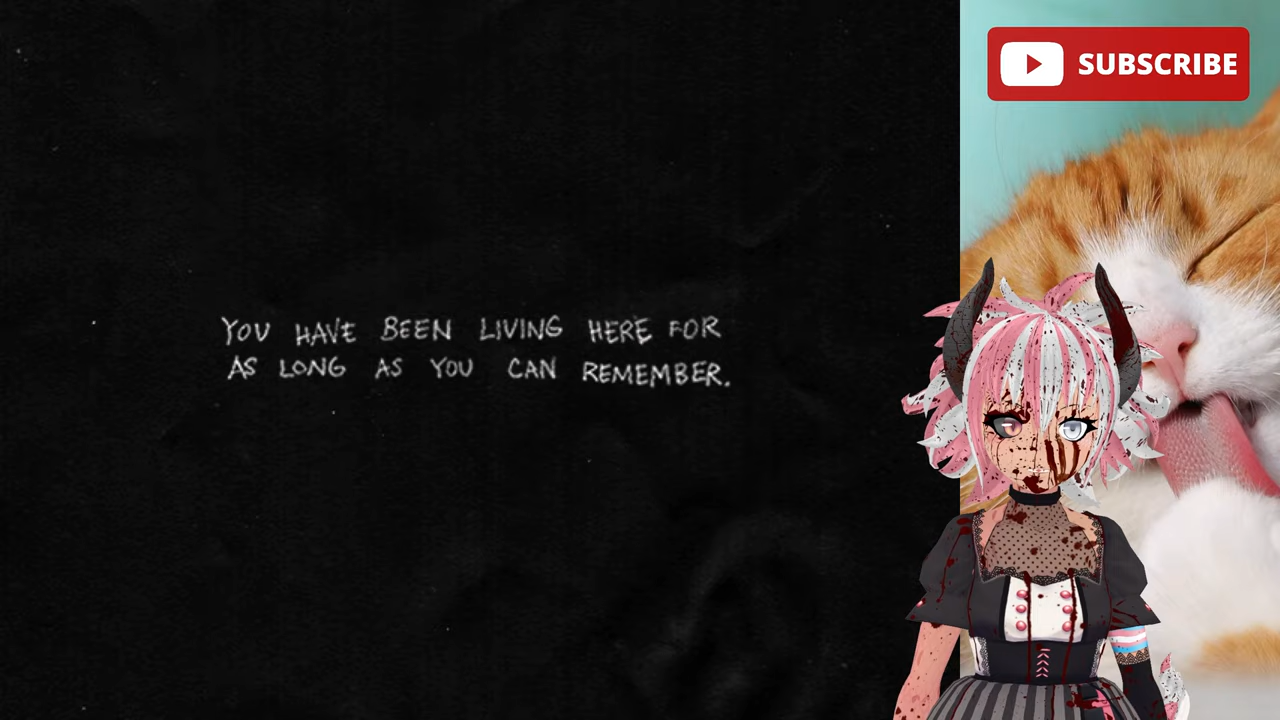 YOU HAVE BEEN LIVING HERE FOR
AS LONG AS YOU CAN REMEMBER.
SUBSCRIBE